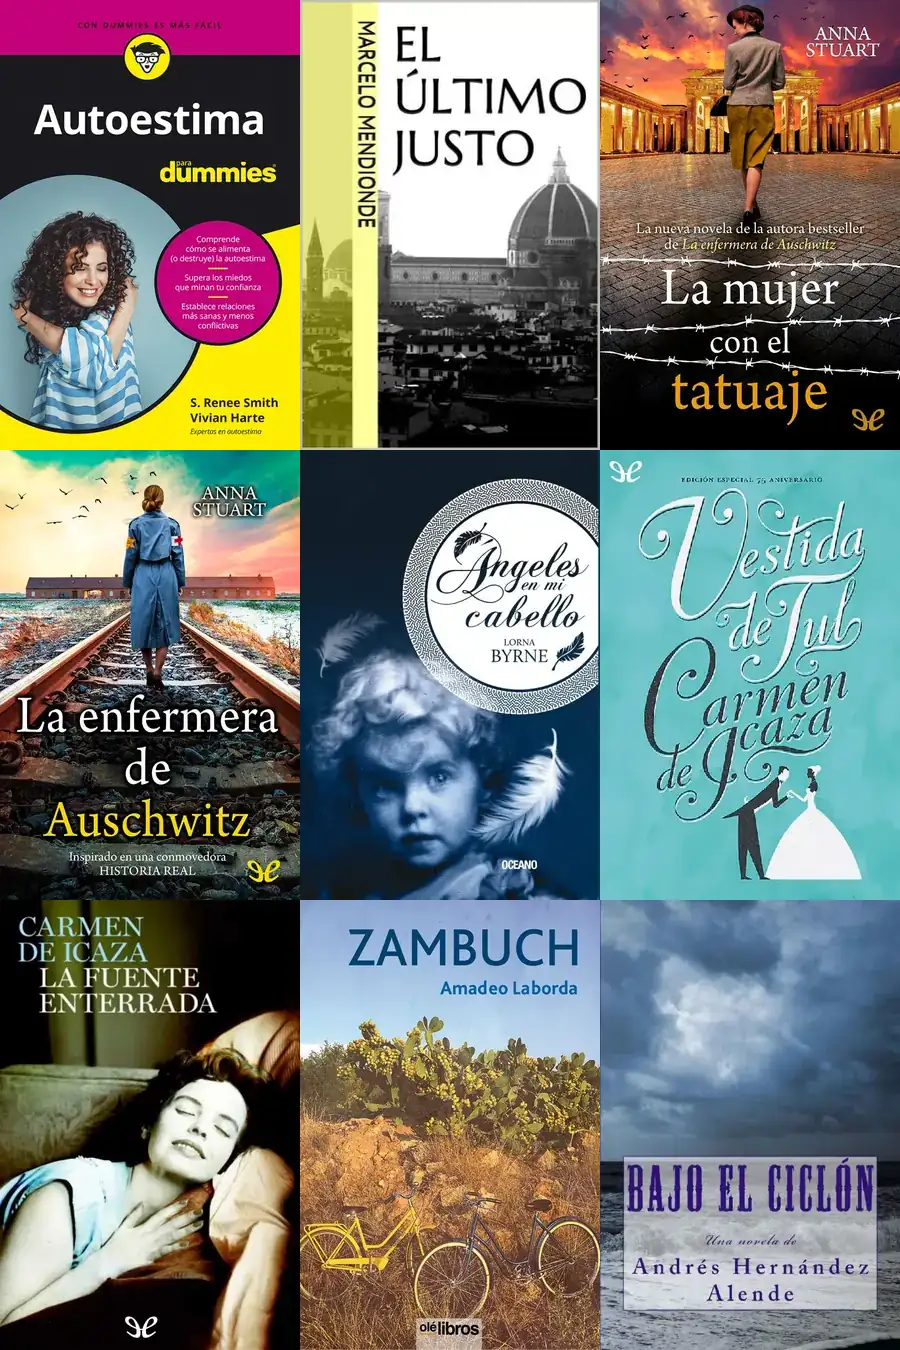 CON DUMMIES ES MÁS FÁCIL
Autoestima
para
dummies
Comprende
cómo se alimenta
(o destruye) la autoestima
Supera los miedos
que minan tu confianza
Establece relaciones
más sanas y menos
conflictivas
S. Renee Smith
Vivian Harte
Expertas en autoestima
MARCELO MENDIONDE
EL
ÚLTIMO
JUSTO
ANNA
STUART
La nueva novela de la autora bestseller
de La enfermera de Auschwitz
La mujer
con el
tatuaje
ANNA
STUART
La enfermera
de
Auschwitz
Inspirado en una conmovedora
HISTORIA REAL
Ángeles
en mi
cabello
LORNA
BYRNE
OCEANO
EDICIÓN ESPECIAL 75 ANIVERSARIO
Vestida
de Tul
Carmen
de Icaza
CARMEN
DE ICAZA
LA FUENTE
ENTERRADA
ZAMBUCH
Amadeo Laborda
olélibros
BAJO EL CICLÓN
Una novela de
Andrés Hernández
Alende